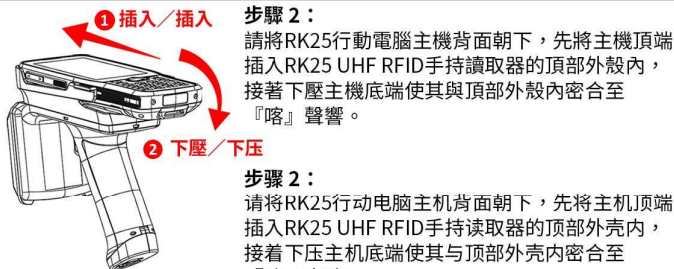 1 插入／插入
2 下壓／下压
步驟 2：
請將RK25行動電腦主機背面朝下，先將主機頂端
插入RK25 UHF RFID手持讀取器的頂部外殼內，
接著下壓主機底端使其與頂部外殼內密合至
『喀』聲響。
步骤 2：
请将RK25行动电脑主机背面朝下，先将主机顶端
插入RK25 UHF RFID手持读取器的顶部外壳内，
接着下压主机底端使其与顶部外壳内密合至